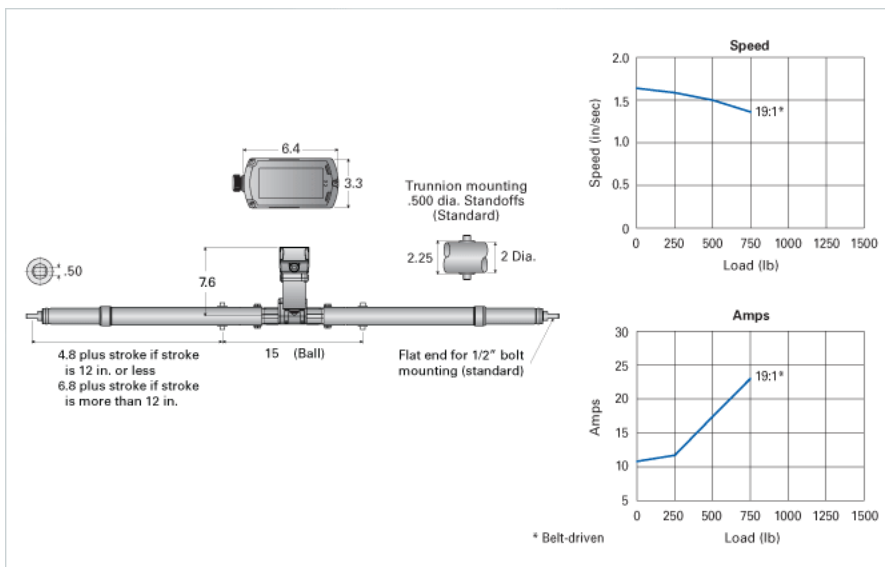 6.4
3.3
Trunnion mounting
.500 dia. Standoffs
(Standard)
2.25
2 Dia.
.50
7.6
4.8 plus stroke if stroke
is 12 in. or less
6.8 plus stroke if stroke
is more than 12 in.
15 (Ball)
Flat end for 1/2" bolt
mounting (standard)
Speed
Speed (in/sec)
2.0
1.5
1.0
0.5
0
19:1*
0 250 500 750 1000 1250 1500
Load (lb)
Amps
Amps
30
25
20
15
10
5
19:1*
0 250 500 750 1000 1250 1500
Load (lb)
* Belt-driven